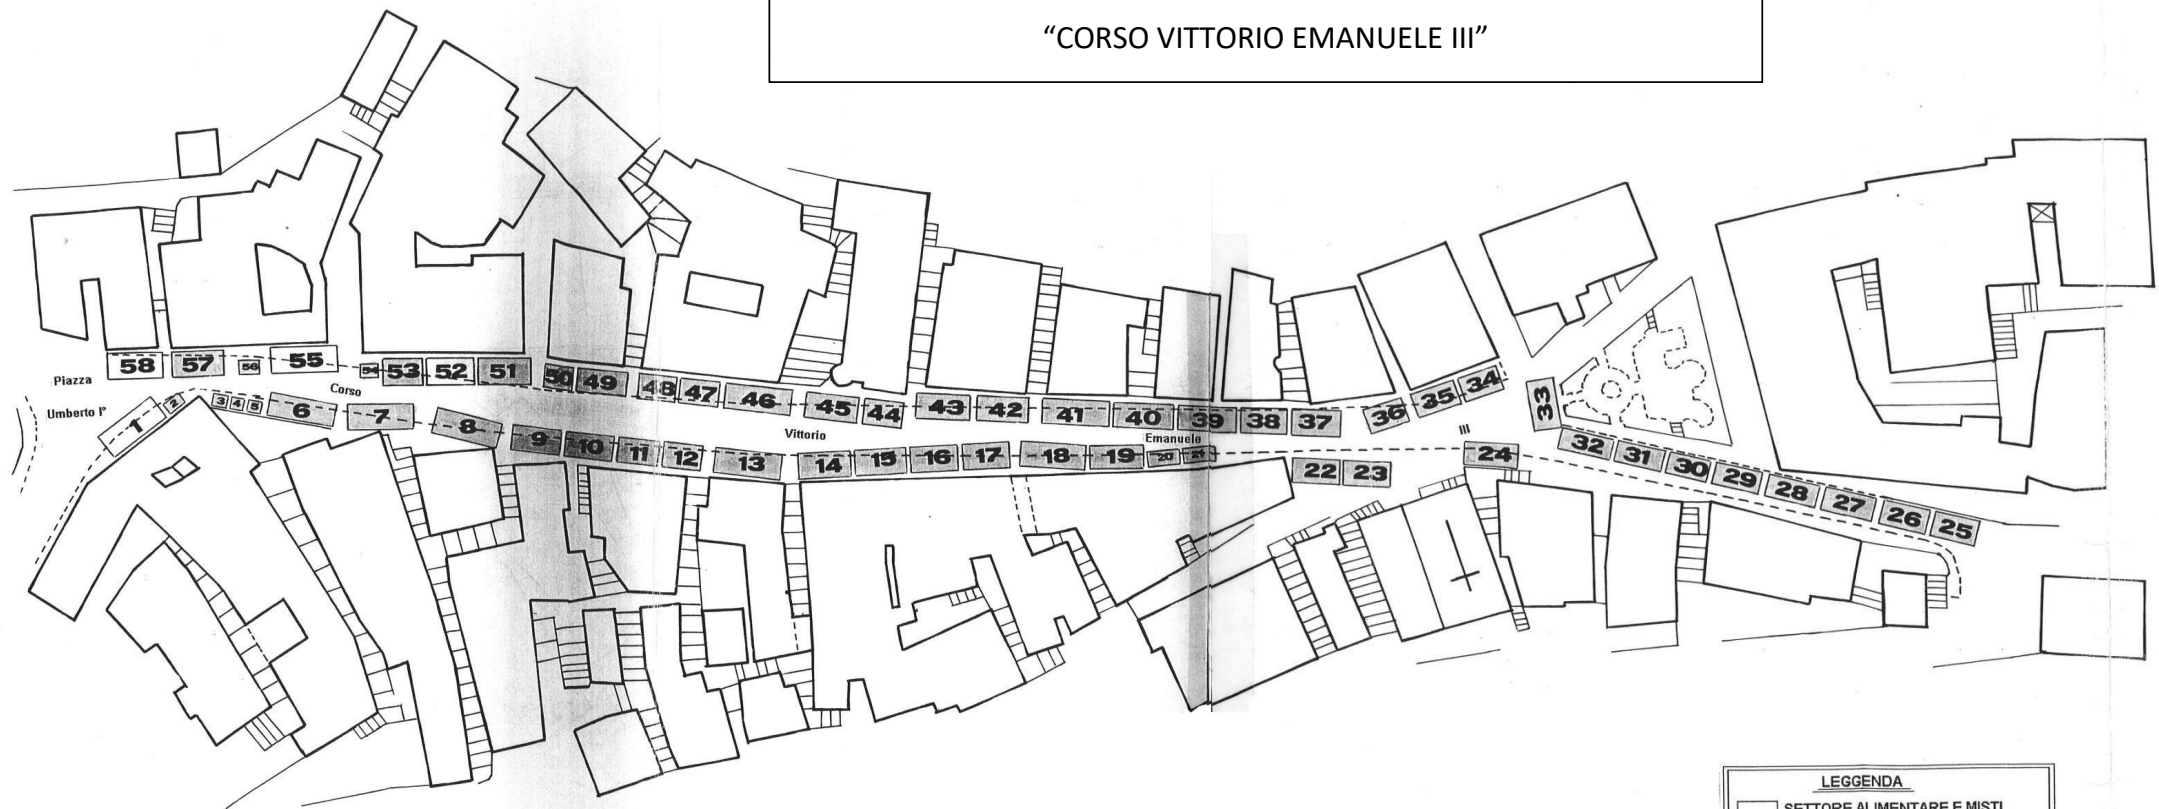 “CORSO VITTORIO EMANUELE III”
58 57 56 55 54 53 52 51 50 49 48 47 46 45 44 43 42 41 40 39 38 37 36 35 34 33
Piazza
Umberto I°
Corso
Vittorio
Emanuele
III
1 2 3 4 5 6 7 8 9 10 11 12 13 14 15 16 17 18 19 20 21 22 23 24
32 31 30 29 28 27 26 25
LEGGENDA
SETTORE ALIMENTARE E MISTI